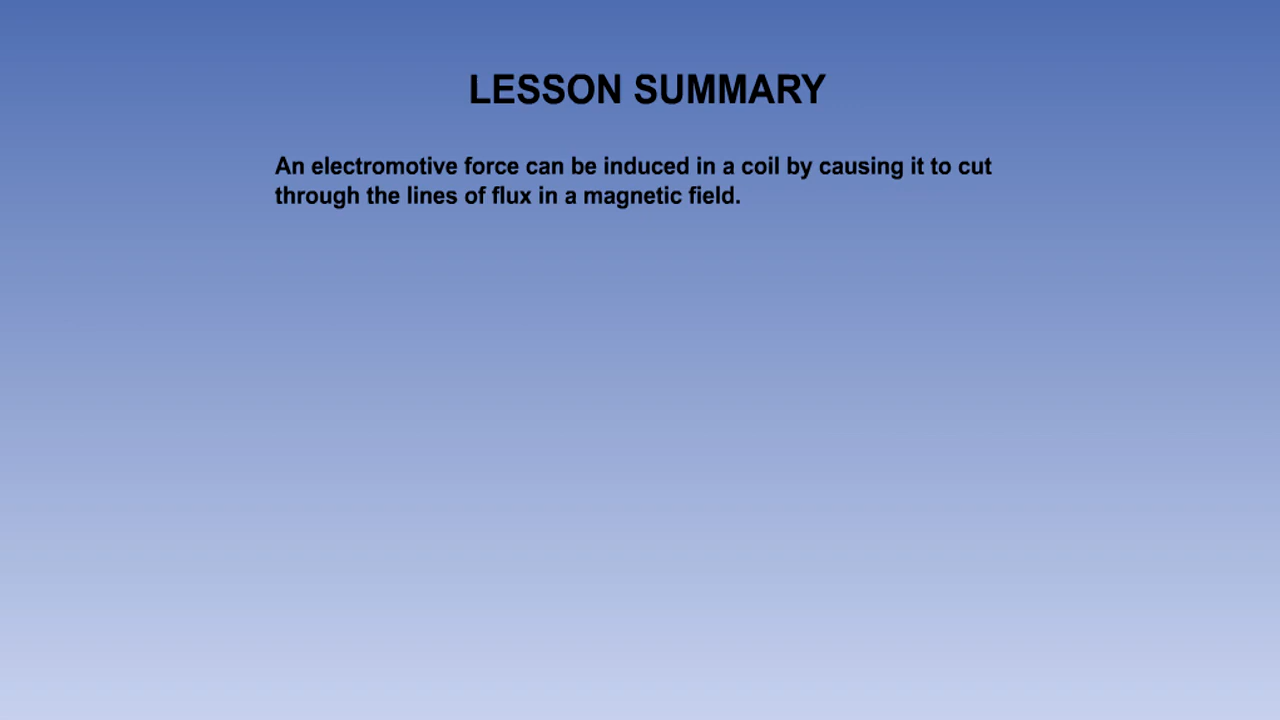 LESSON SUMMARY
An electromotive force can be induced in a coil by causing it to cut
through the lines of flux in a magnetic field.